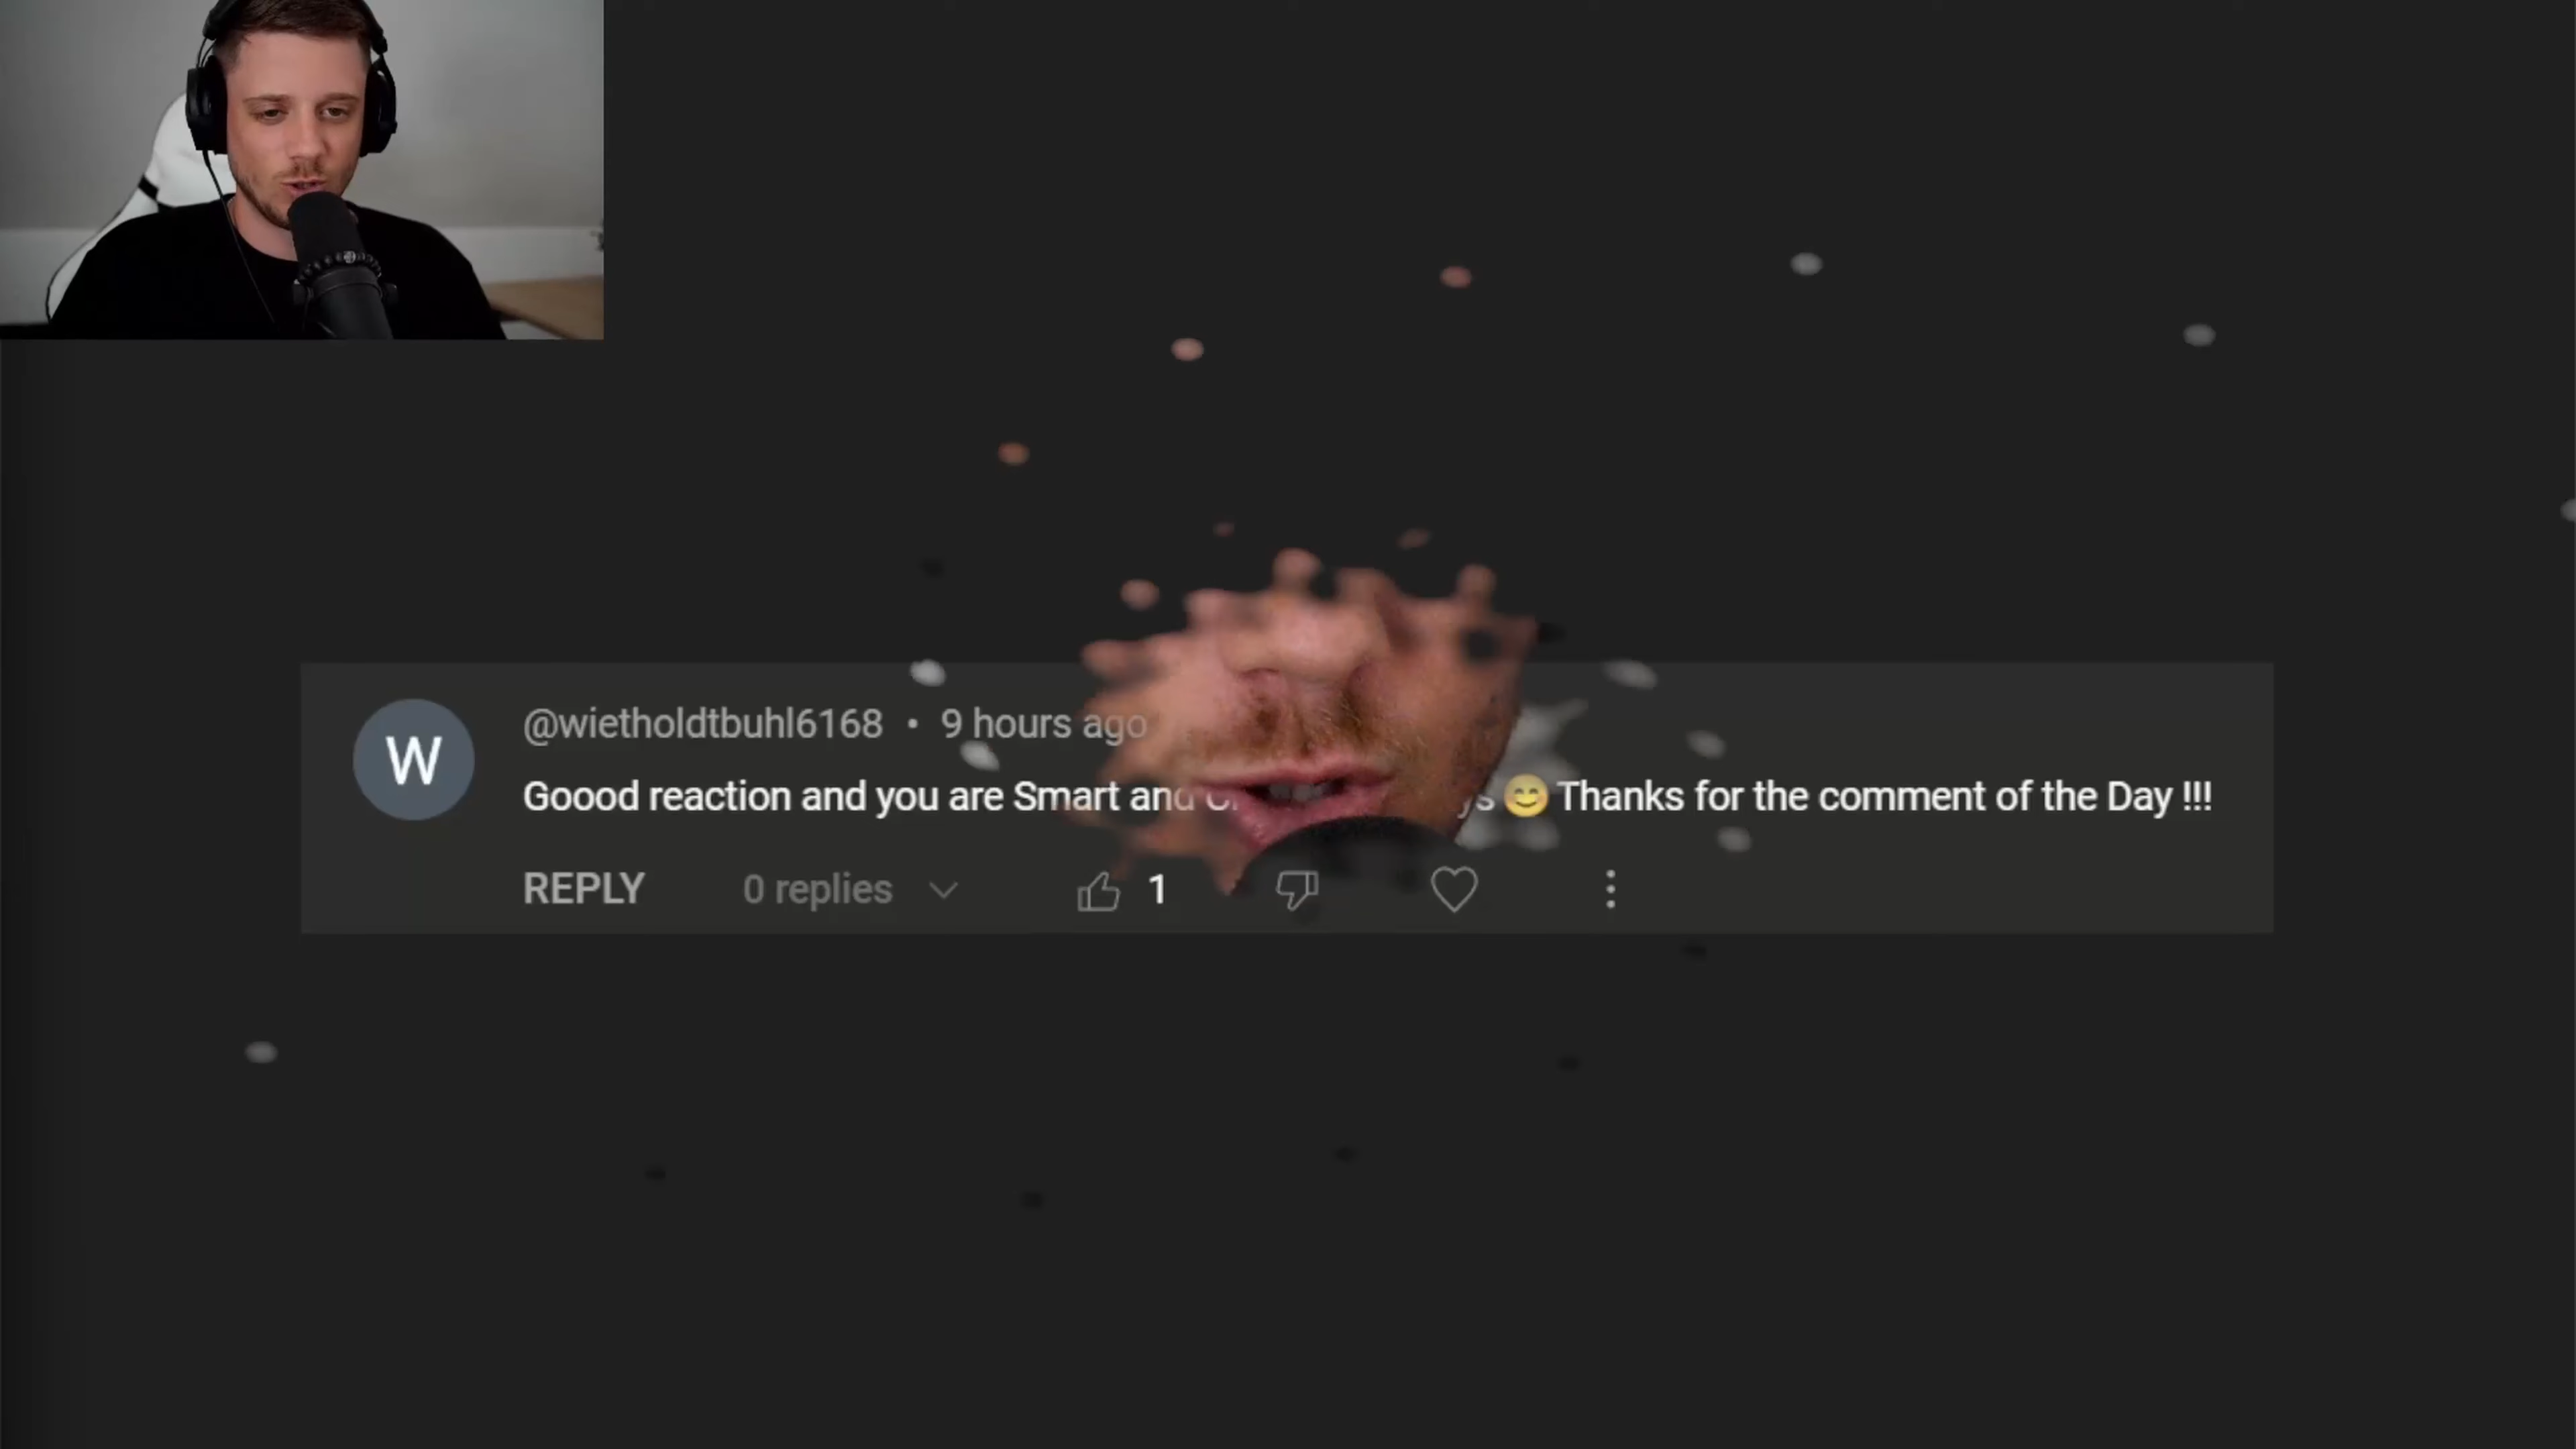 W
@wietholdtbuhl6168 • 9 hours ago
Goood reaction and you are Smart and 😊 Thanks for the comment of the Day !!!
REPLY 0 replies 1